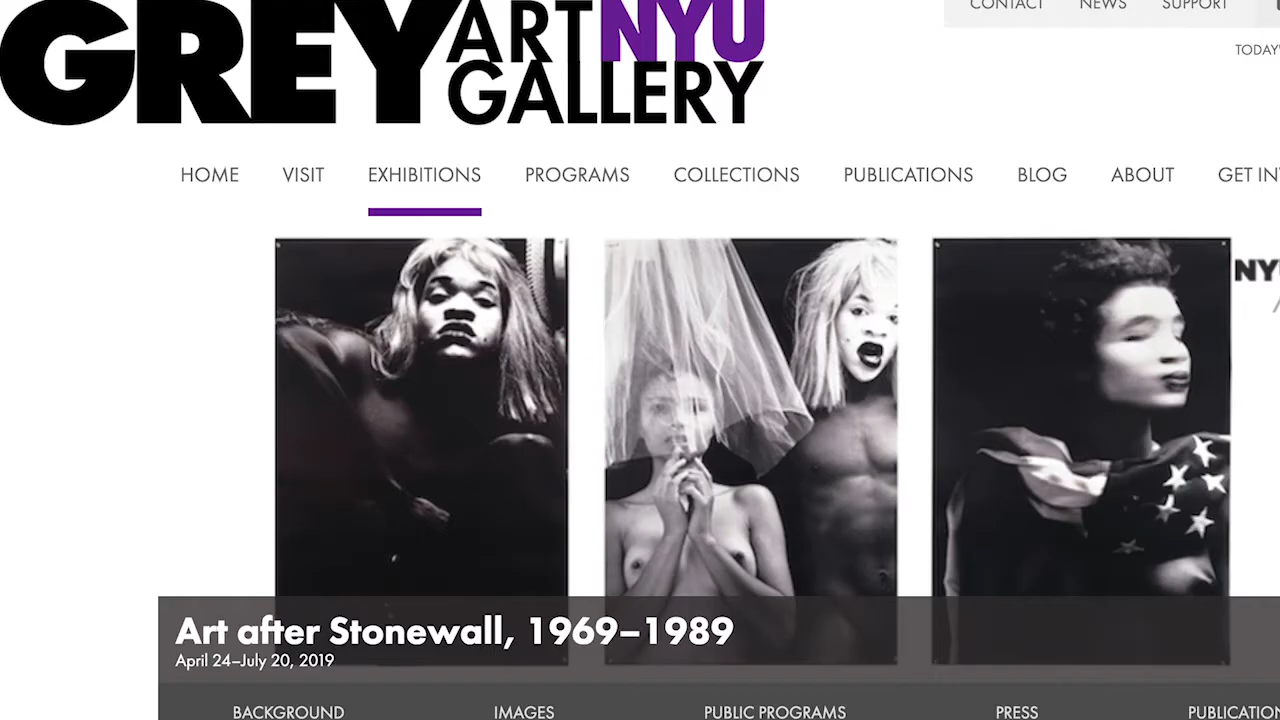 CONTACT NEWS SUPPORT
GREY ART NYU
GALLERY
HOME VISIT EXHIBITIONS PROGRAMS COLLECTIONS PUBLICATIONS BLOG ABOUT GET
Art after Stonewall, 1969–1989
April 24–July 20, 2019
BACKGROUND IMAGES PUBLIC PROGRAMS PRESS